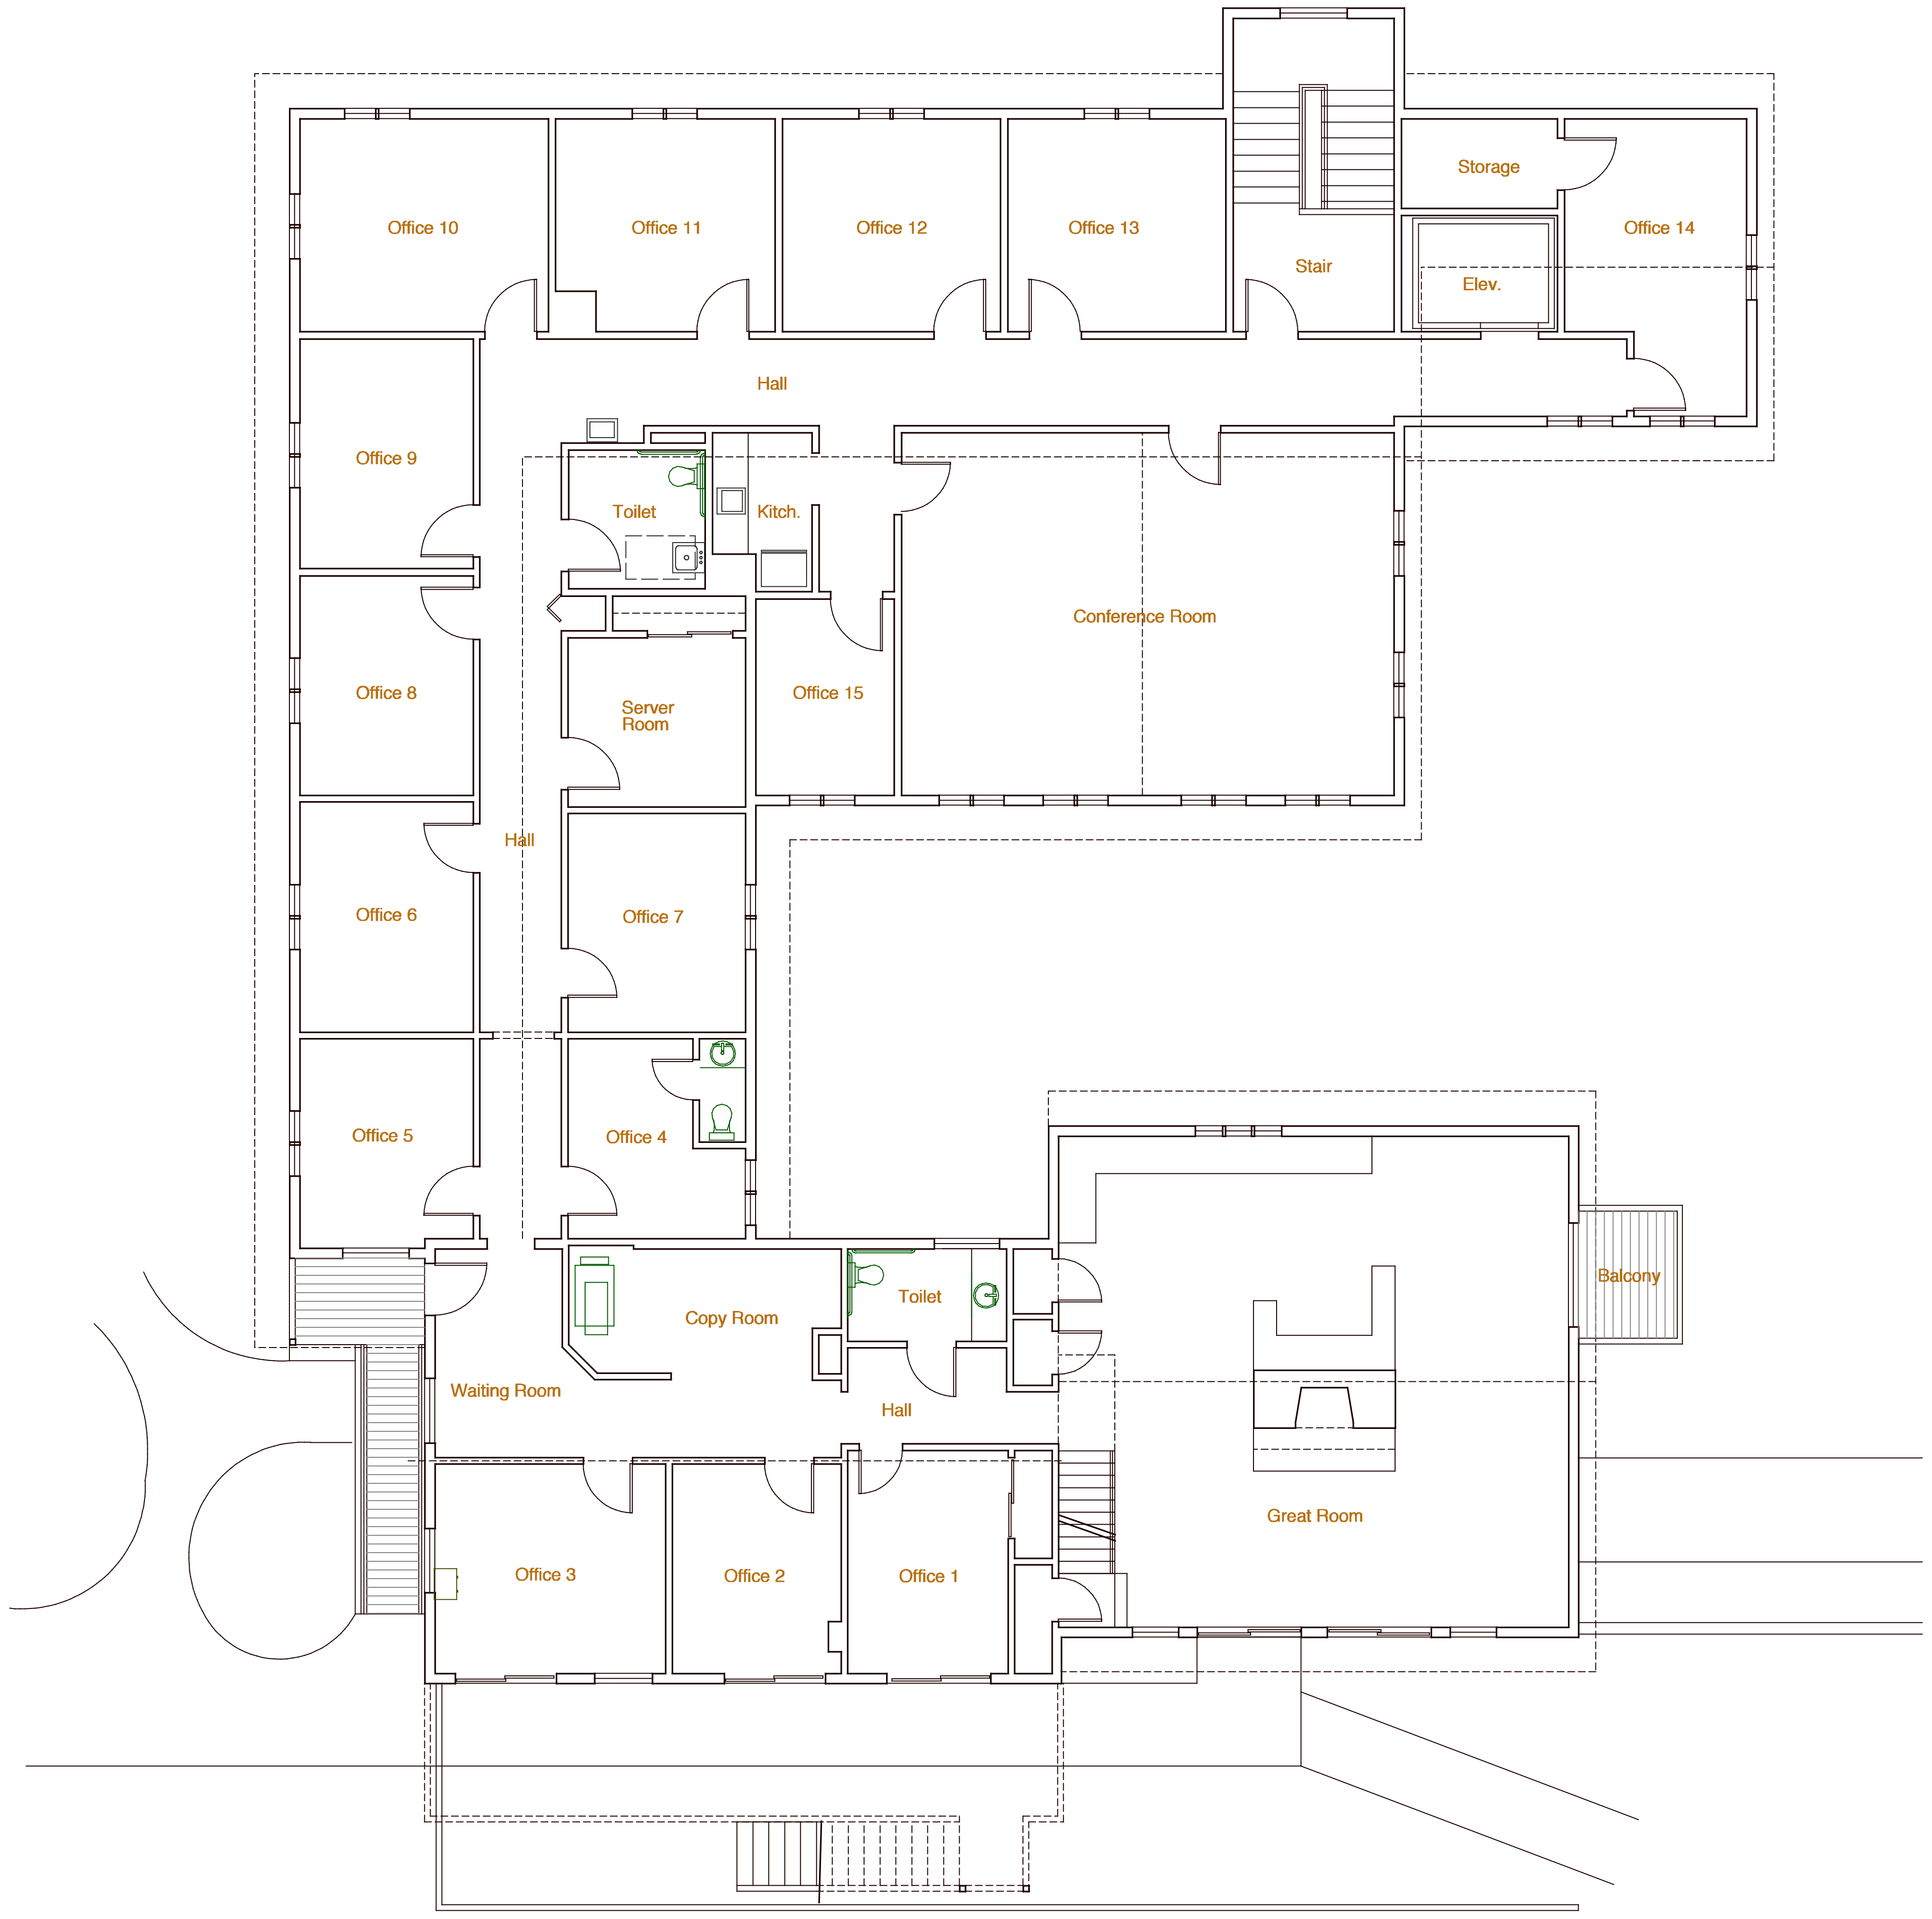 Storage
Office 10
Office 11
Office 12
Office 13
Office 14
Stair
Elev.
Hall
Office 9
Toilet
Kitch.
Conference Room
Office 8
Office 15
Server
Room
Hall
Office 6
Office 7
Office 5
Office 4
Balcony
Toilet
Copy Room
Waiting Room
Hall
Great Room
Office 3
Office 2
Office 1